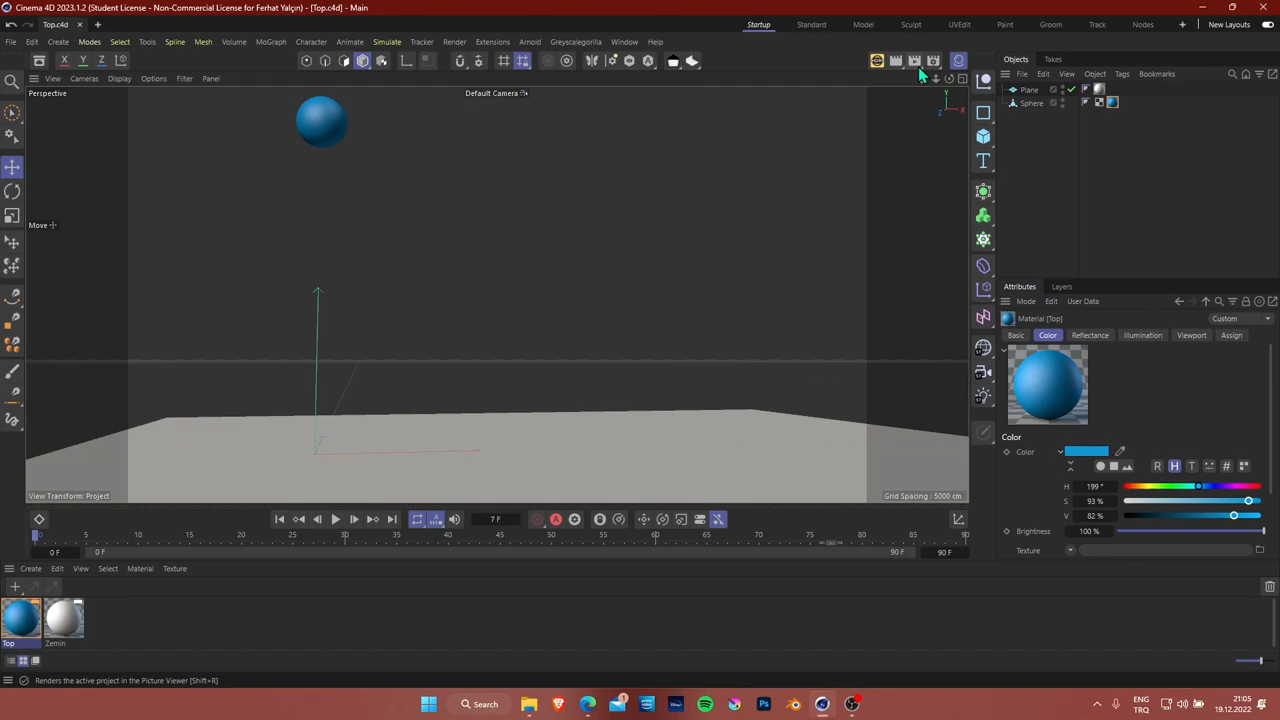 Cinema 4D 2023.1.2 (Student License - Non-Commercial License for Ferhat Yalçın) - [Top.c4d] - Main
Top.c4d
Startup Standard Model Sculpt UVEdit Paint Groom Track Nodes New Layouts
File Edit Create Modes Select Tools Spline Mesh Volume MoGraph Character Animate Simulate Tracker Render Extensions Arnold Greyscalegorilla Window Help
View Cameras Display Options Filter Panel
Perspective
Default Camera
Y
X
Z
Move
View Transform: Project
Grid Spacing : 5000 cm
Objects Takes
File Edit View Object Tags Bookmarks
Plane
Sphere
Attributes Layers
Mode Edit User Data
Material [Top]
Custom
Basic Color Reflectance Illumination Viewport Assign
Color
Color
R H T
H 199 °
S 93 %
V 82 %
Brightness 100 %
Texture
7 F
0 5 10 15 20 25 30 35 40 45 50 55 60 65 70 75 80 85 90
0 F 0 F 90 F 90 F
Create Edit View Select Material Texture
Top
Zemin
Renders the active project in the Picture Viewer [Shift+R]
Search
1
ENG
TRQ
21:05
19.12.2022